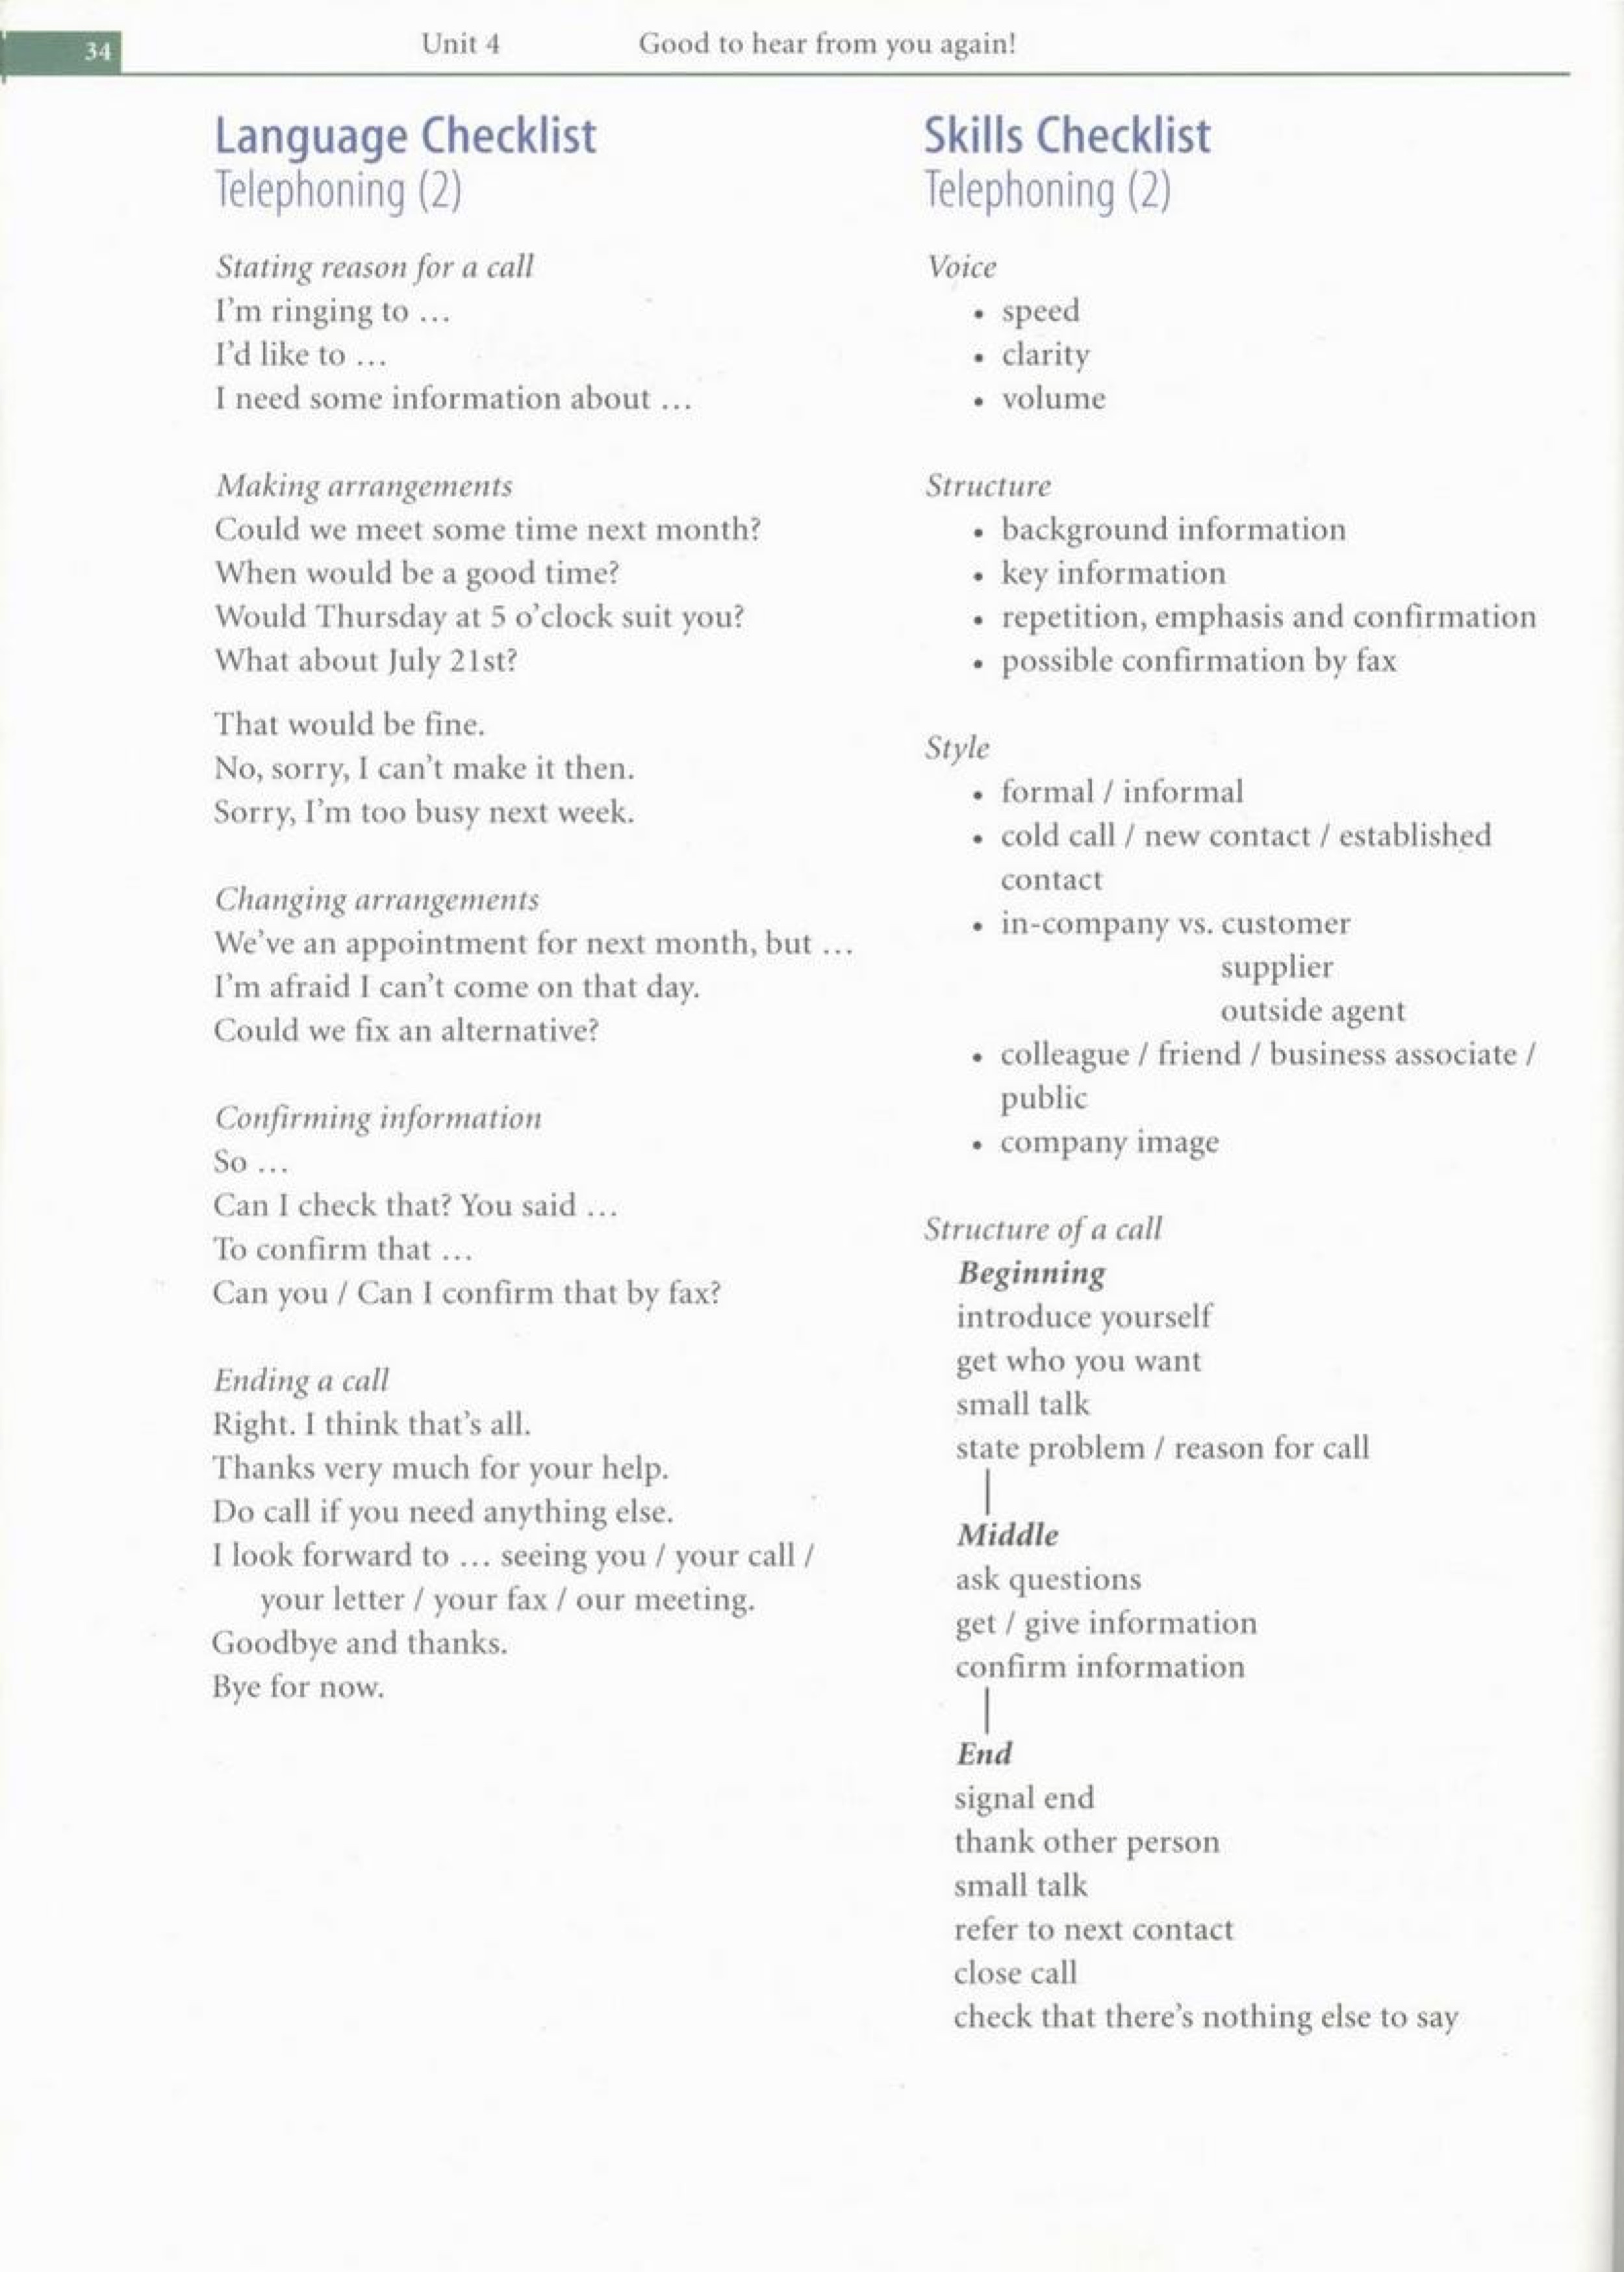 34
Unit 4 Good to hear from you again!
Language Checklist
Telephoning (2)
Stating reason for a call
I'm ringing to ...
I'd like to ...
I need some information about ...
Making arrangements
Could we meet some time next month?
When would be a good time?
Would Thursday at 5 o'clock suit you?
What about July 21st?
That would be fine.
No, sorry, I can't make it then.
Sorry, I'm too busy next week.
Changing arrangements
We've an appointment for next month, but ...
I'm afraid I can't come on that day.
Could we fix an alternative?
Confirming information
So ...
Can I check that? You said ...
To confirm that ...
Can you / Can I confirm that by fax?
Ending a call
Right. I think that's all.
Thanks very much for your help.
Do call if you need anything else.
I look forward to ... seeing you / your call /
your letter / your fax / our meeting.
Goodbye and thanks.
Bye for now.
Skills Checklist
Telephoning (2)
Voice
• speed
• clarity
• volume
Structure
• background information
• key information
• repetition, emphasis and confirmation
• possible confirmation by fax
Style
• formal / informal
• cold call / new contact / established
contact
• in-company vs. customer
supplier
outside agent
• colleague / friend / business associate /
public
• company image
Structure of a call
Beginning
introduce yourself
get who you want
small talk
state problem / reason for call
Middle
ask questions
get / give information
confirm information
End
signal end
thank other person
small talk
refer to next contact
close call
check that there's nothing else to say